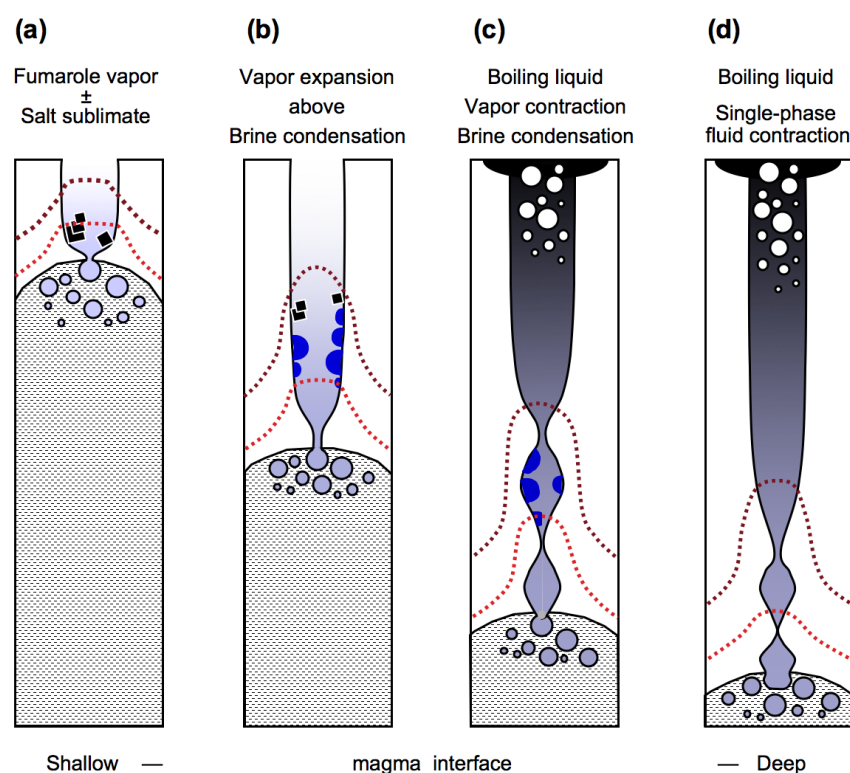 (a)
Fumarole vapor
±
Salt sublimate
(b)
Vapor expansion
above
Brine condensation
(c)
Boiling liquid
Vapor contraction
Brine condensation
(d)
Boiling liquid
Single-phase
fluid contraction
Shallow — magma interface — Deep